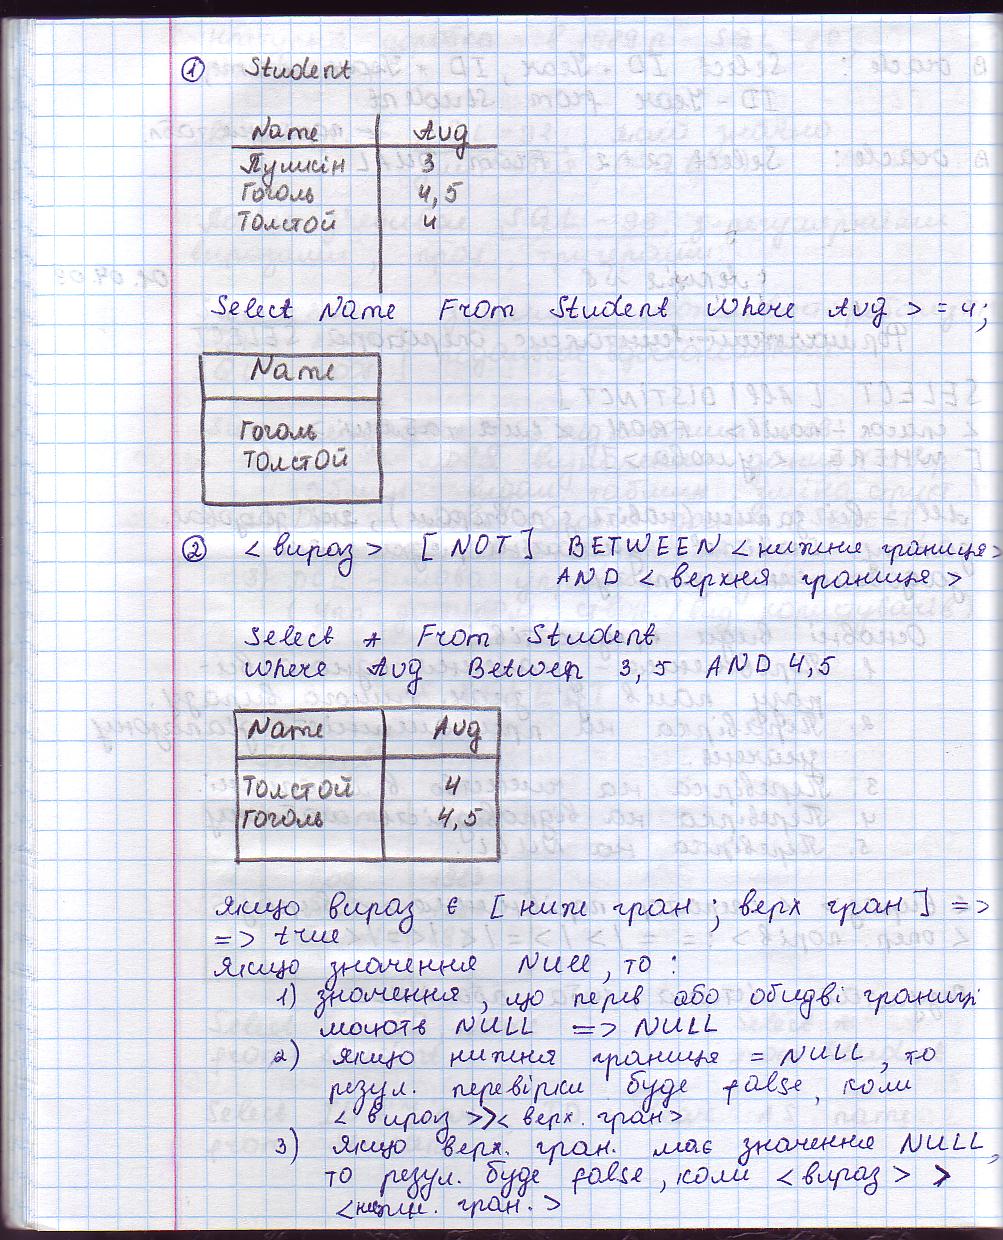 ① Student
Name Avg
Пушкін 3
Гоголь 4,5
Толстой 4
Select Name From Student Where Avg >= 4;
Name
Гоголь
Толстой
② <вираз> [NOT] BETWEEN <нижня границя>
AND <верхня границя>
Select * From Student
Where Avg Betwen 3,5 AND 4,5
Name Avg
Толстой 4
Гоголь 4,5
Якщо вираз є [ниж гран; верх гран] =>
=> true
Якщо значення Null, то:
1) значення, що перев або обидві границі
мають NULL => NULL
2) якщо нижня границя = NULL, то
резул. перевірки буде false, коли
<вираз>><верх. гран>
3) Якщо верх. гран. має значення NULL,
то резул. буде false, коли <вираз> >
<нижн. гран.>